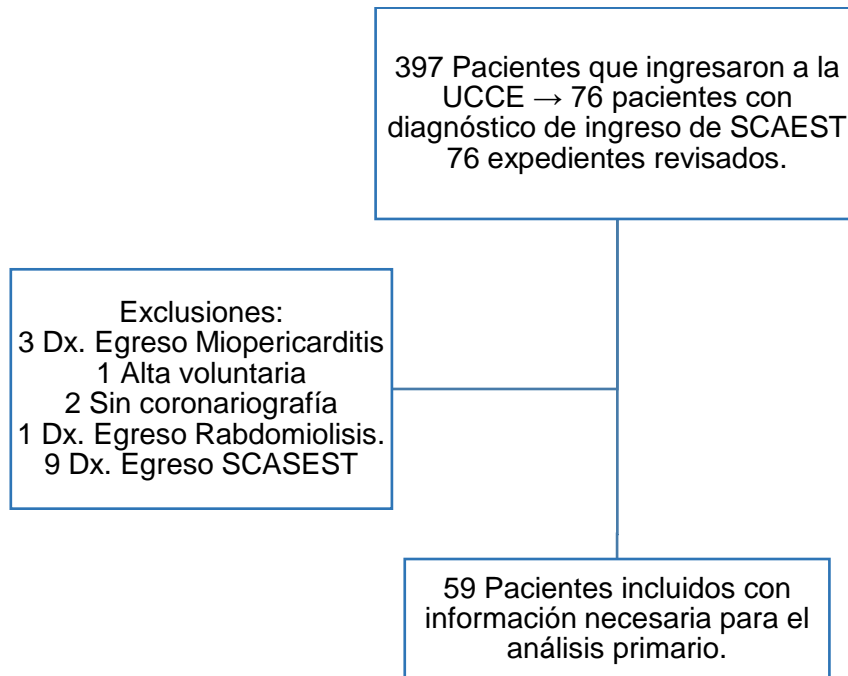 397 Pacientes que ingresaron a la
UCCE → 76 pacientes con
diagnóstico de ingreso de SCAEST
76 expedientes revisados.
Exclusiones:
3 Dx. Egreso Miopericarditis
1 Alta voluntaria
2 Sin coronariografía
1 Dx. Egreso Rabdomiolisis.
9 Dx. Egreso SCASEST
59 Pacientes incluidos con
información necesaria para el
análisis primario.